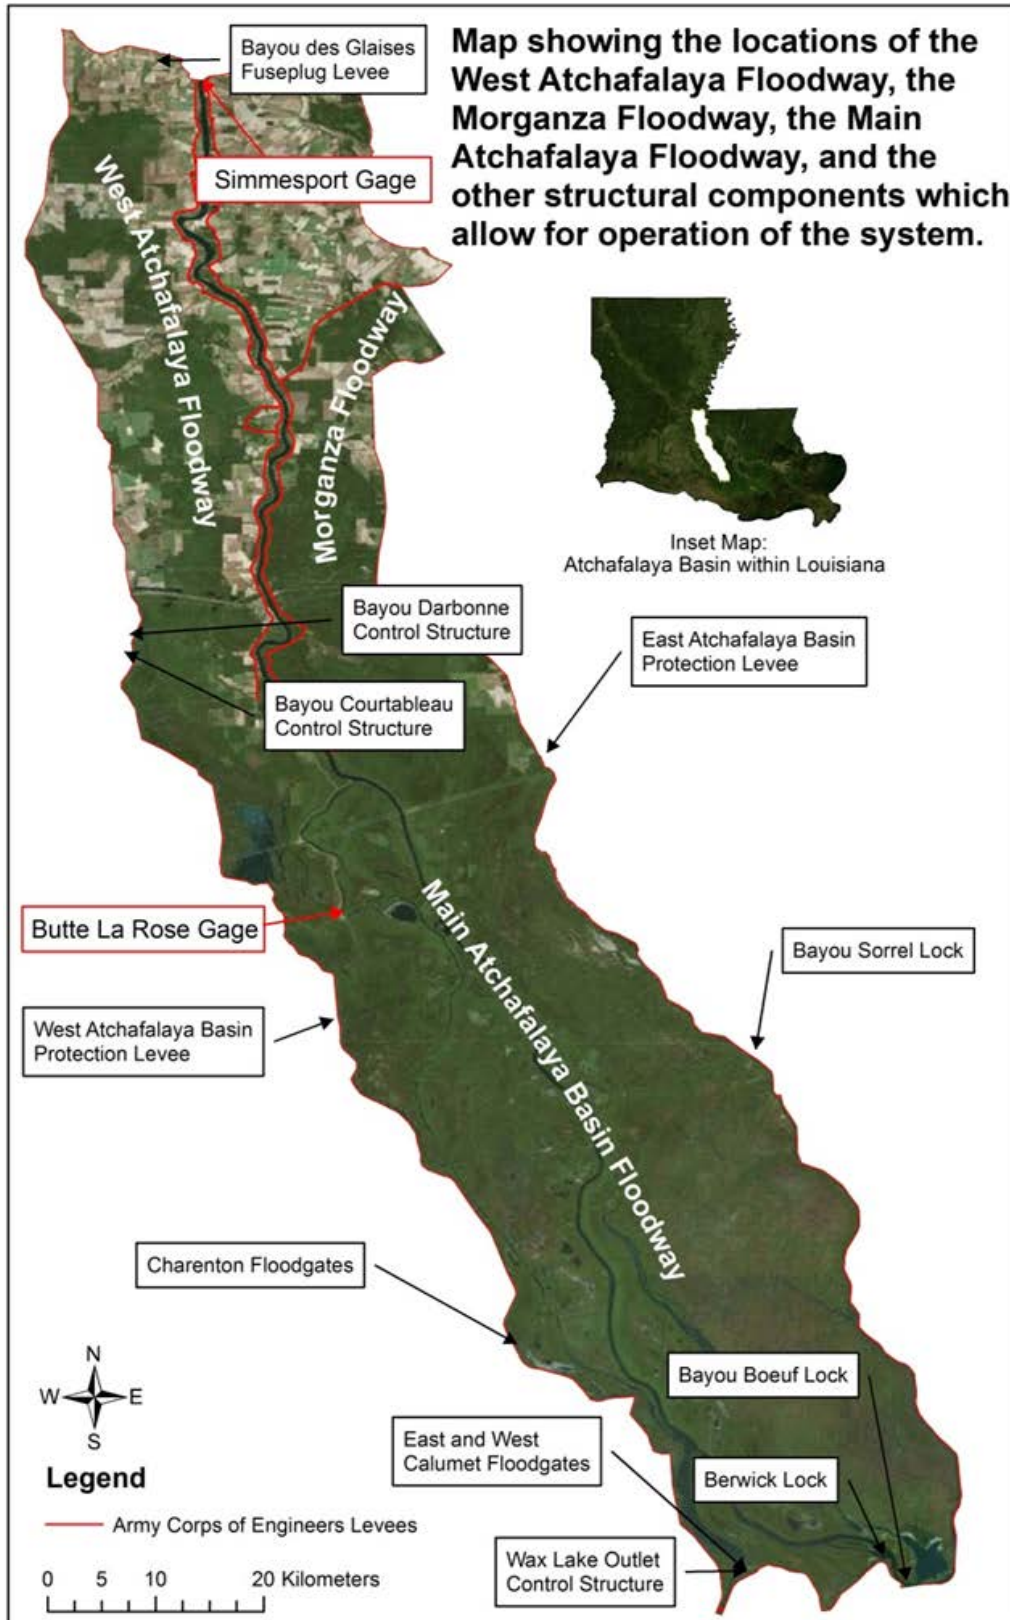 Map showing the locations of the
West Atchafalaya Floodway, the
Morganza Floodway, the Main
Atchafalaya Floodway, and the
other structural components which
allow for operation of the system.
Bayou des Glaises
Fuseplug Levee
Simmesport Gage
West Atchafalaya Floodway
Morganza Floodway
Inset Map:
Atchafalaya Basin within Louisiana
Bayou Darbonne
Control Structure
East Atchafalaya Basin
Protection Levee
Bayou Courtableau
Control Structure
Main Atchafalaya Basin Floodway
Butte La Rose Gage
Bayou Sorrel Lock
West Atchafalaya Basin
Protection Levee
Charenton Floodgates
Bayou Boeuf Lock
East and West
Calumet Floodgates
Berwick Lock
Wax Lake Outlet
Control Structure
N
W E
S
Legend
Army Corps of Engineers Levees
0 5 10 20 Kilometers